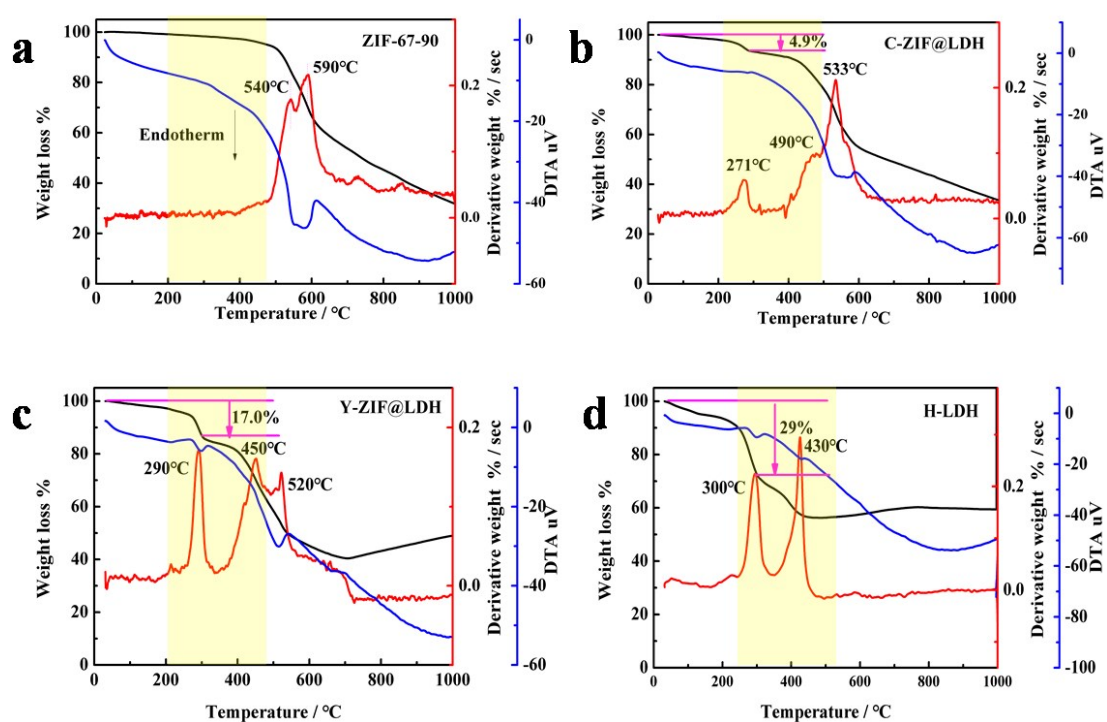 a
ZIF-67-90
590℃
540℃
Endotherm
Weight loss %
100
80
60
40
20
0
0 200 400 600 800 1000
Temperature / ℃
0.2
0.0
Derivative weight % / sec
0
-20
-40
-60
DTA uV
b
C-ZIF@LDH
4.9%
533℃
490℃
271℃
Weight loss %
100
80
60
40
20
0
0 200 400 600 800 1000
Temperature / ℃
0.2
0.0
Derivative weight % / sec
0
-20
-40
-60
DTA uV
c
Y-ZIF@LDH
17.0%
450℃
290℃
520℃
Weight loss %
100
80
60
40
20
0
0 200 400 600 800 1000
Temperature / ℃
0.2
0.0
Derivative weight % / sec
0
-20
-40
-60
DTA uV
d
H-LDH
29%
430℃
300℃
Weight loss %
100
80
60
40
20
0
0 200 400 600 800 1000
Temperature / ℃
0.2
0.0
Derivative weight % / sec
0
-20
-40
-60
-80
-100
DTA uV